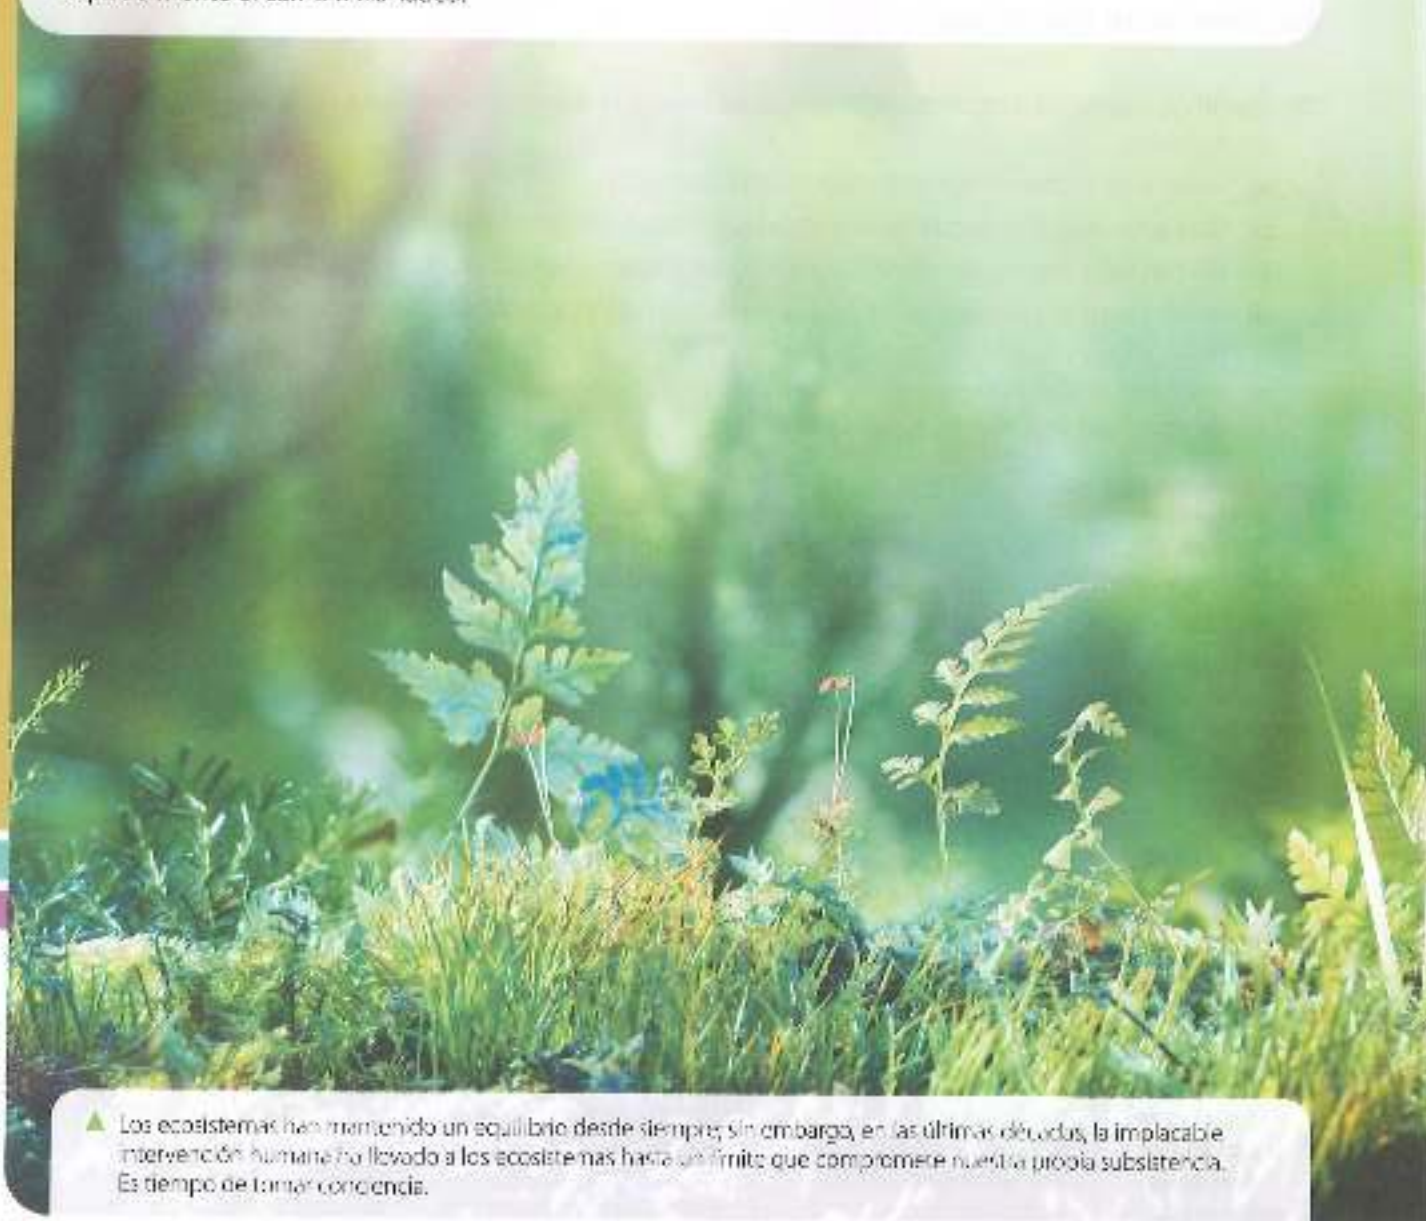 Los ecosistemas han mantenido un equilibrio desde siempre; sin embargo, en las últimas décadas, la implacable
intervención humana ha llevado a los ecosistemas hasta un límite que compromete nuestra propia subsistencia.
Es tiempo de tomar conciencia.